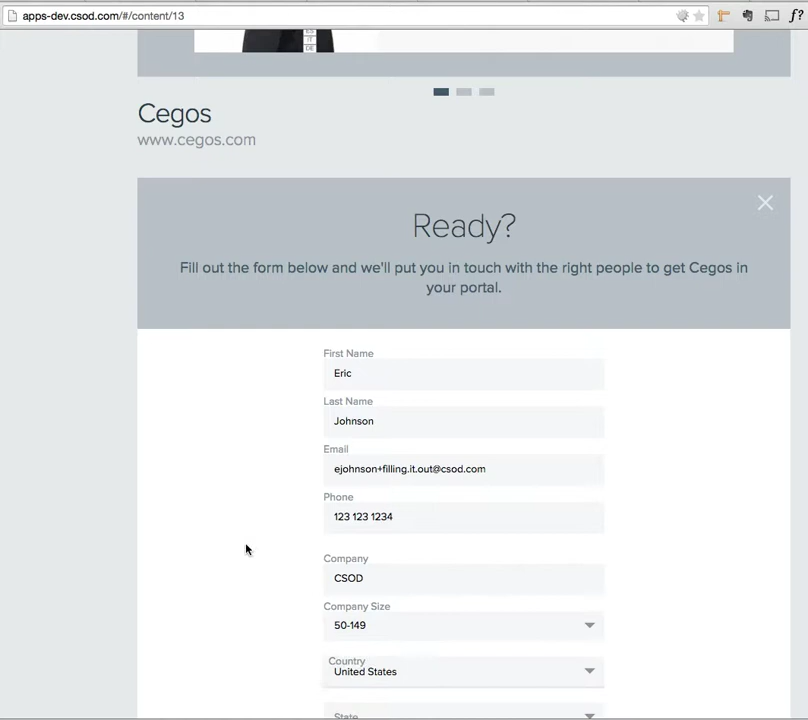 apps-dev.csod.com/#/content/13
f?
ES
IT
DE
Cegos
www.cegos.com
Ready?
Fill out the form below and we'll put you in touch with the right people to get Cegos in
your portal.
First Name
Eric
Last Name
Johnson
Email
ejohnson+filling.it.out@csod.com
Phone
123 123 1234
Company
CSOD
Company Size
50-149
Country
United States
State